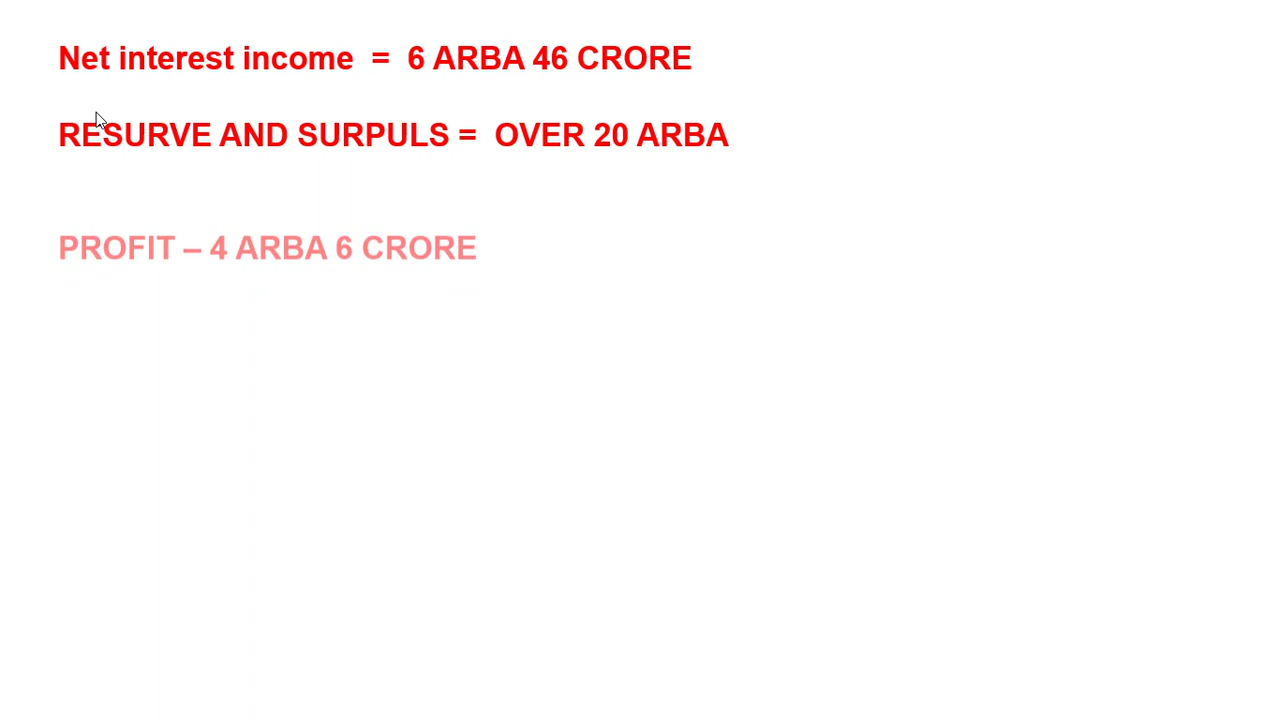 Net interest income = 6 ARBA 46 CRORE
RESURVE AND SURPULS = OVER 20 ARBA
PROFIT – 4 ARBA 6 CRORE